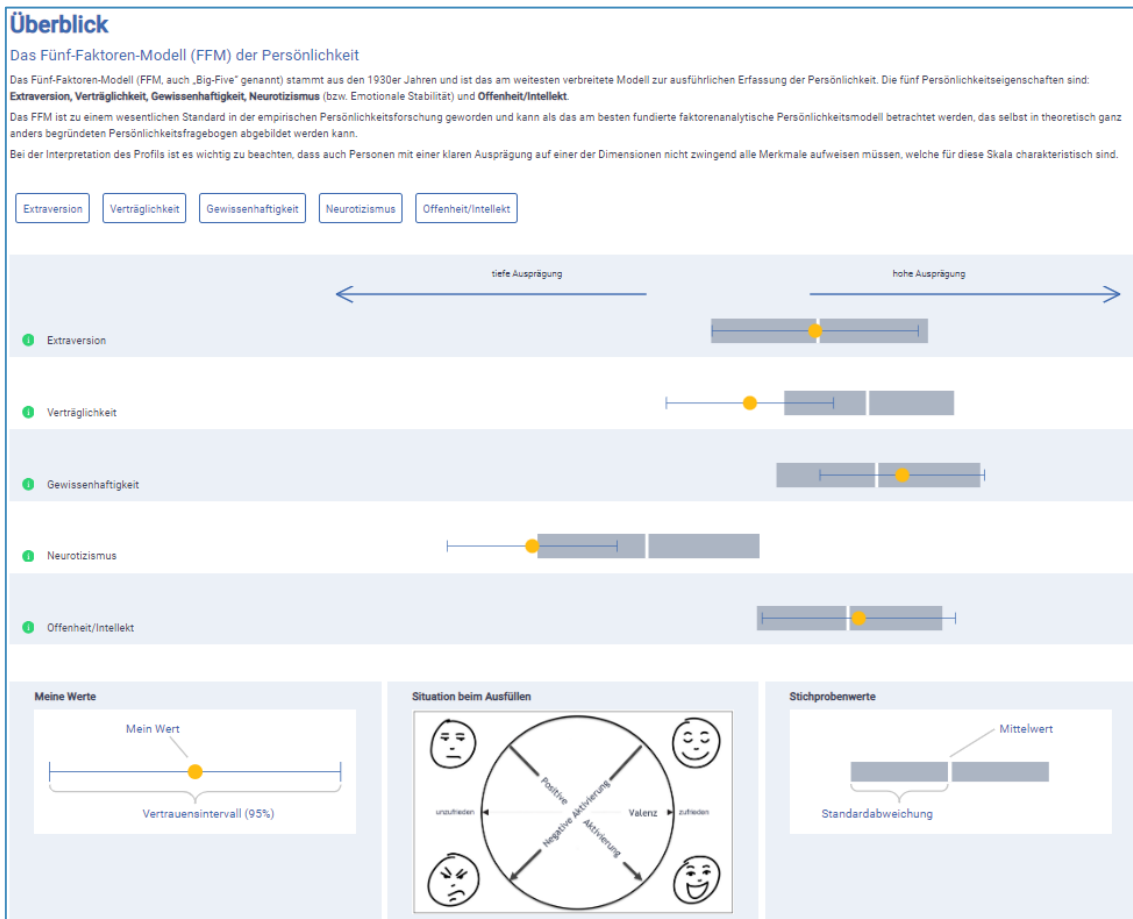 Überblick
Das Fünf-Faktoren-Modell (FFM) der Persönlichkeit
Das Fünf-Faktoren-Modell (FFM, auch „Big-Five" genannt) stammt aus den 1930er Jahren und ist das am weitesten verbreitete Modell zur ausführlichen Erfassung der Persönlichkeit. Die fünf Persönlichkeitseigenschaften sind:
Extraversion, Verträglichkeit, Gewissenhaftigkeit, Neurotizismus (bzw. Emotionale Stabilität) und Offenheit/Intellekt.
Das FFM ist zu einem wesentlichen Standard in der empirischen Persönlichkeitsforschung geworden und kann als das am besten fundierte faktorenanalytische Persönlichkeitsmodell betrachtet werden, das selbst in theoretisch ganz
anders begründeten Persönlichkeitsfragebogen abgebildet werden kann.
Bei der Interpretation des Profils ist es wichtig zu beachten, dass auch Personen mit einer klaren Ausprägung auf einer der Dimensionen nicht zwingend alle Merkmale aufweisen müssen, welche für diese Skala charakteristisch sind.
Extraversion Verträglichkeit Gewissenhaftigkeit Neurotizismus Offenheit/Intellekt
tiefe Ausprägung hohe Ausprägung
i Extraversion
i Verträglichkeit
i Gewissenhaftigkeit
i Neurotizismus
i Offenheit/Intellekt
Meine Werte
Mein Wert
Vertrauensintervall (95%)
Situation beim Ausfüllen
Positive Aktivierung
unzufrieden Valenz zufrieden
Negative Aktivierung
Stichprobenwerte
Mittelwert
Standardabweichung